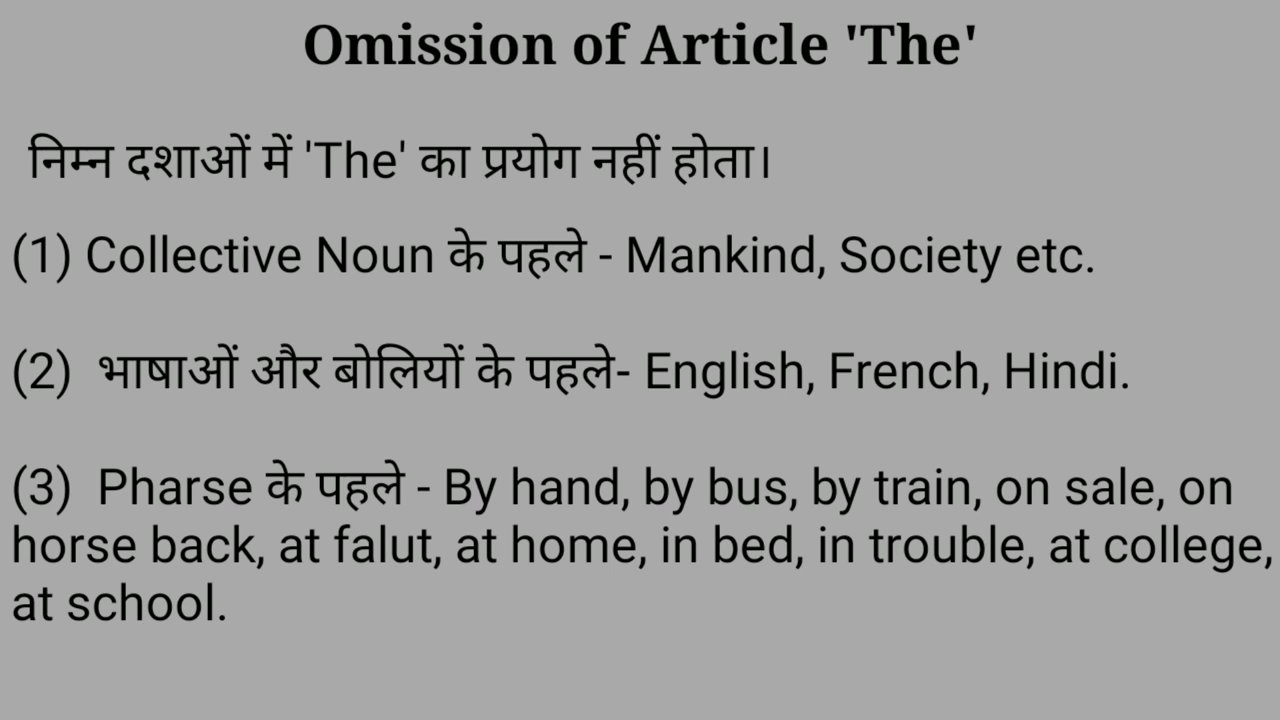 Omission of Article 'The'
निम्न दशाओं में 'The' का प्रयोग नहीं होता।
(1) Collective Noun के पहले - Mankind, Society etc.
(2) भाषाओं और बोलियों के पहले- English, French, Hindi.
(3) Pharse के पहले - By hand, by bus, by train, on sale, on
horse back, at falut, at home, in bed, in trouble, at college,
at school.